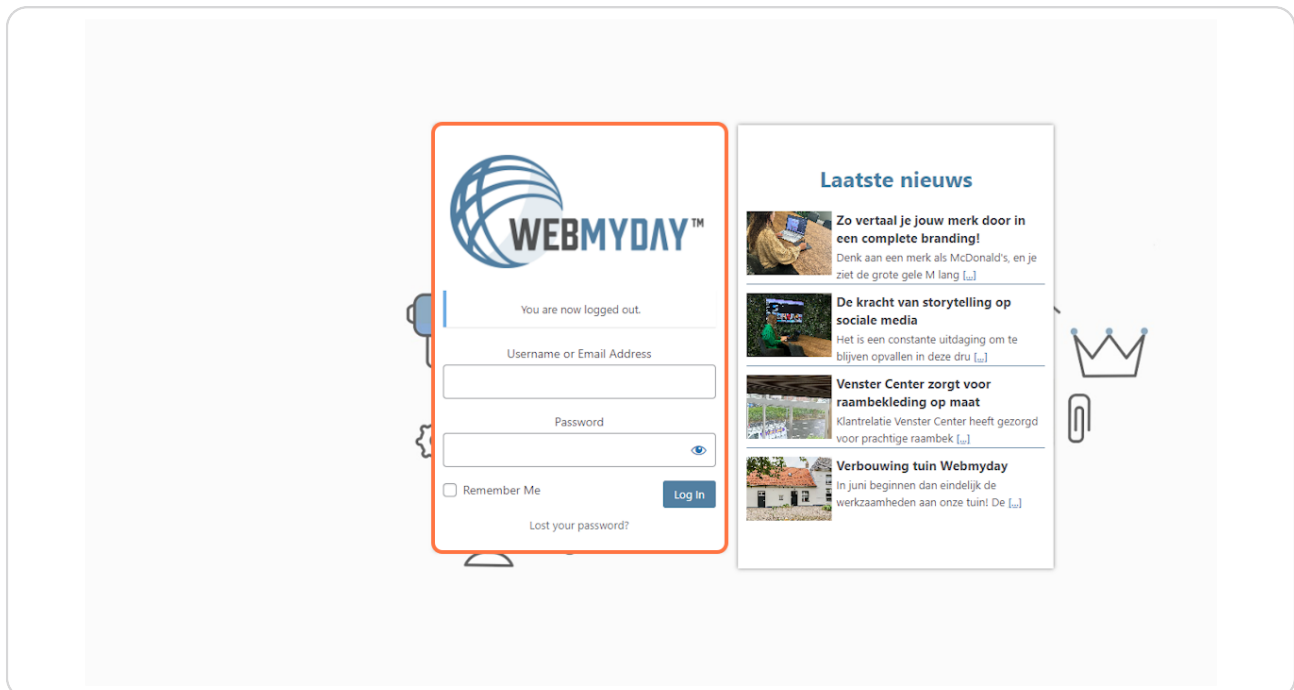 WEBMYDAY™
You are now logged out.
Username or Email Address
Password
Remember Me
Log In
Lost your password?
Laatste nieuws
Zo vertaal je jouw merk door in
een complete branding!
Denk aan een merk als McDonald's, en je
ziet de grote gele M lang [...]
De kracht van storytelling op
sociale media
Het is een constante uitdaging om te
blijven opvallen in deze dru [...]
Venster Center zorgt voor
raambekleding op maat
Klantrelatie Venster Center heeft gezorgd
voor prachtige raambek [...]
Verbouwing tuin Webmyday
In juni beginnen dan eindelijk de
werkzaamheden aan onze tuin! De [...]